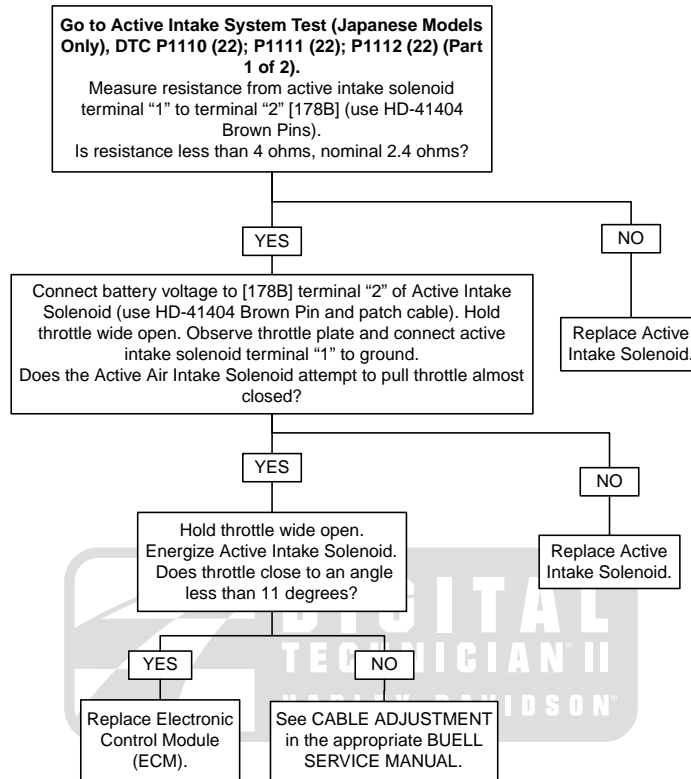 Go to Active Intake System Test (Japanese Models
Only), DTC P1110 (22); P1111 (22); P1112 (22) (Part
1 of 2).
Measure resistance from active intake solenoid
terminal “1” to terminal “2” [178B] (use HD-41404
Brown Pins).
Is resistance less than 4 ohms, nominal 2.4 ohms?
YES
NO
Connect battery voltage to [178B] terminal “2” of Active Intake
Solenoid (use HD-41404 Brown Pin and patch cable). Hold
throttle wide open. Observe throttle plate and connect active
intake solenoid terminal “1” to ground.
Does the Active Air Intake Solenoid attempt to pull throttle almost
closed?
Replace Active
Intake Solenoid.
YES
NO
Hold throttle wide open.
Energize Active Intake Solenoid.
Does throttle close to an angle
less than 11 degrees?
Replace Active
Intake Solenoid.
DIGITAL
TECHNICIAN II
HARLEY-DAVIDSON
YES
NO
Replace Electronic
Control Module
(ECM).
See CABLE ADJUSTMENT
in the appropriate BUELL
SERVICE MANUAL.